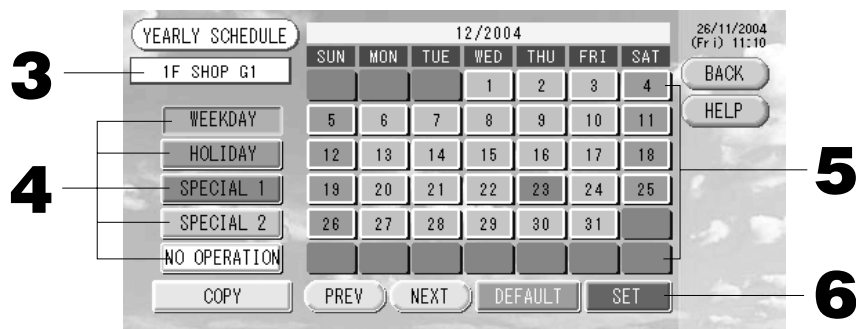 YEARLY SCHEDULE
12/2004
26/11/2004
(Fri) 11:10
3
1F SHOP G1
SUN MON TUE WED THU FRI SAT
BACK
HELP
1 2 3 4
WEEKDAY
5 6 7 8 9 10 11
HOLIDAY
12 13 14 15 16 17 18
4
SPECIAL 1
19 20 21 22 23 24 25
5
SPECIAL 2
26 27 28 29 30 31
NO OPERATION
COPY
PREV
NEXT
DEFAULT
SET
6